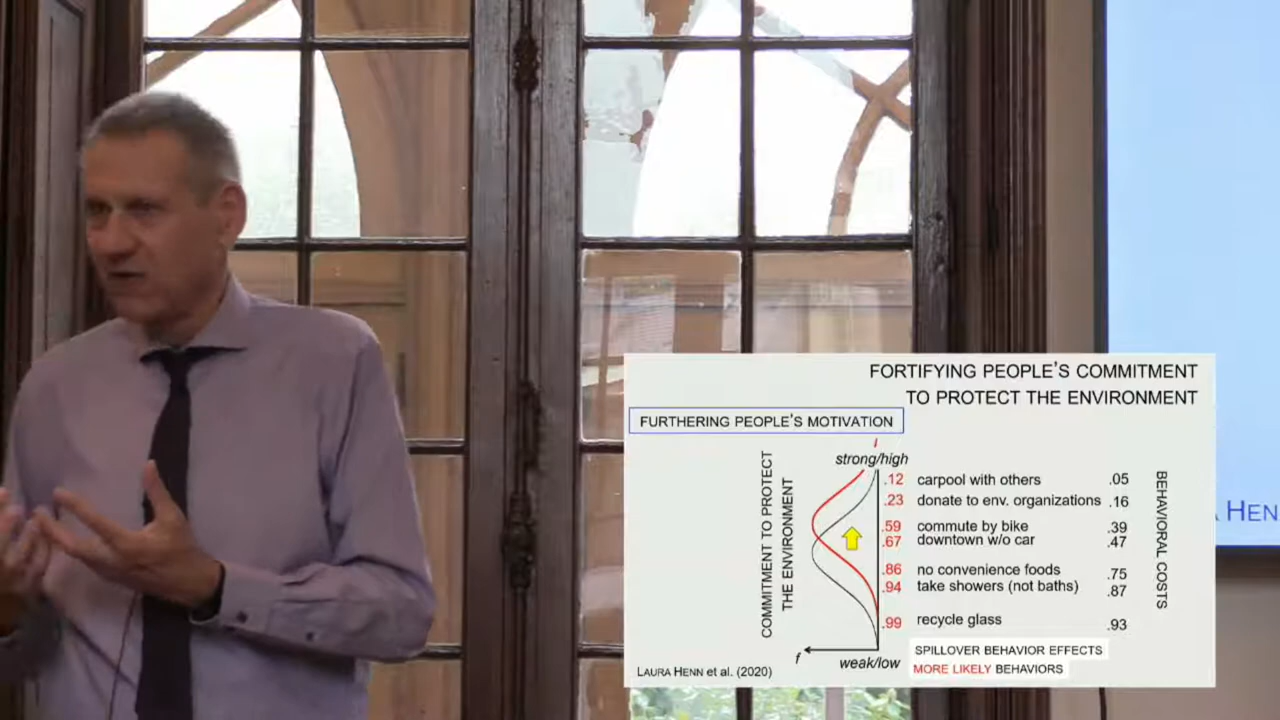 FORTIFYING PEOPLE'S COMMITMENT
TO PROTECT THE ENVIRONMENT
FURTHERING PEOPLE'S MOTIVATION
strong/high
COMMITMENT TO PROTECT
THE ENVIRONMENT
.12 carpool with others .05
.23 donate to env. organizations .16
.59 commute by bike .39
.67 downtown w/o car .47
.86 no convenience foods .75
.94 take showers (not baths) .87
.99 recycle glass .93
BEHAVIORAL COSTS
f
weak/low
SPILLOVER BEHAVIOR EFFECTS
MORE LIKELY BEHAVIORS
LAURA HENN et al. (2020)
HEN